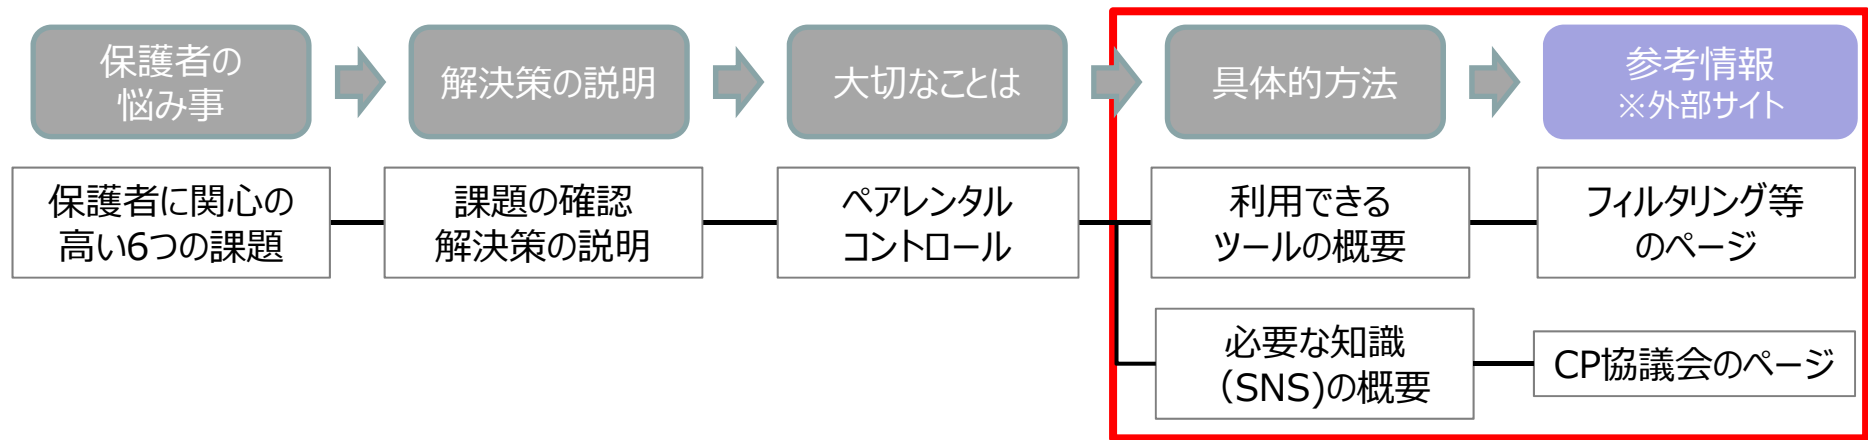 保護者の
悩み事
解決策の説明
大切なことは
具体的方法
参考情報
※外部サイト
保護者に関心の
高い6つの課題
課題の確認
解決策の説明
ペアレンタル
コントロール
利用できる
ツールの概要
フィルタリング等
のページ
必要な知識
（SNS)の概要
CP協議会のページ